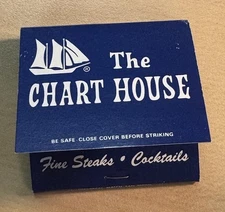 The
®
CHART HOUSE
BE SAFE. CLOSE COVER BEFORE STRIKING
Fine Steaks • Cocktails